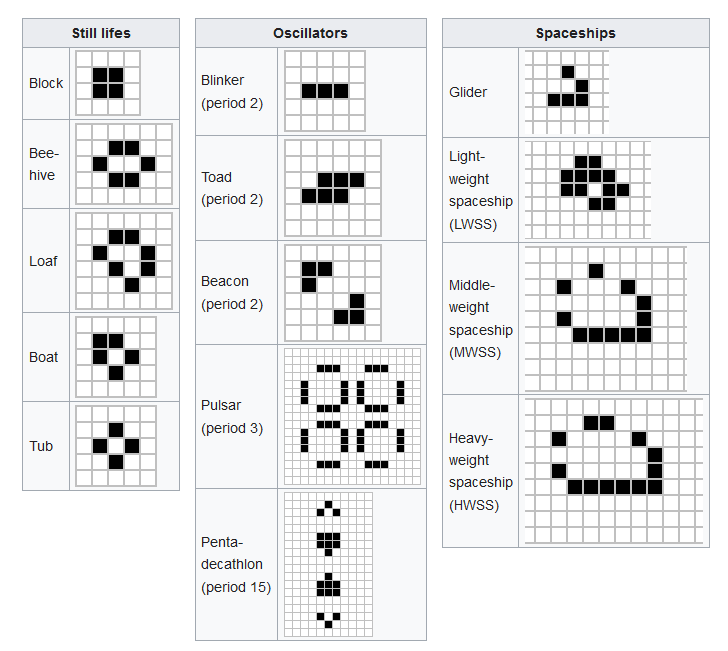 Still lifes
Block
Bee-
hive
Loaf
Boat
Tub
Oscillators
Blinker
(period 2)
Toad
(period 2)
Beacon
(period 2)
Pulsar
(period 3)
Penta-
decathlon
(period 15)
Spaceships
Glider
Light-
weight
spaceship
(LWSS)
Middle-
weight
spaceship
(MWSS)
Heavy-
weight
spaceship
(HWSS)